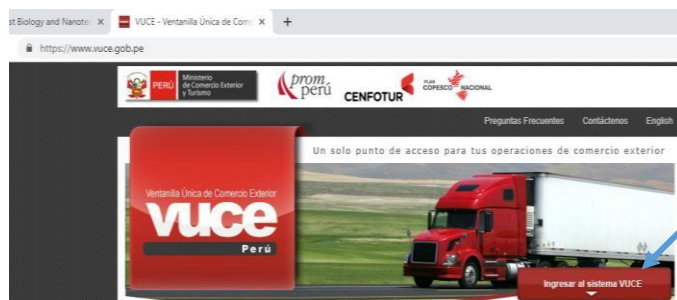 st Biology and Nanotec
VUCE - Ventanilla Única de Com
https://www.vuce.gob.pe
PERÚ
Ministerio
de Comercio Exterior
y Turismo
prom
perú
CENFOTUR
PLAN
COPESCO NACIONAL
Preguntas Frecuentes Contáctenos English
Un solo punto de acceso para tus operaciones de comercio exterior
Ventanilla Única de Comercio Exterior
vuce
Perú
Ingresar al sistema VUCE